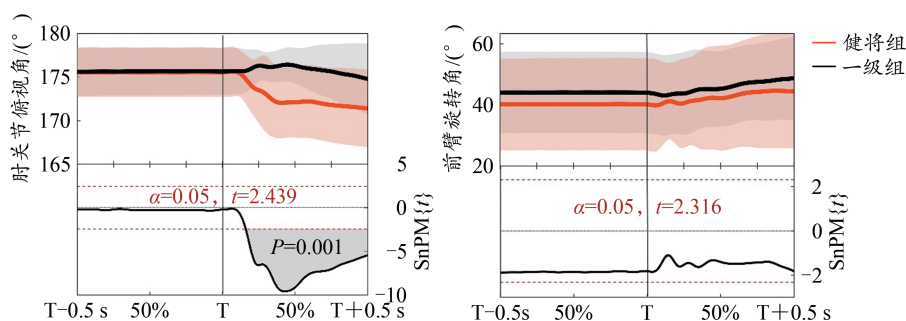 肘关节俯视角/(°)
180
175
170
165
5
0
−5
−10
SnPM{t}
α=0.05， t=2.439
P=0.001
T−0.5 s
50%
T
50%
T＋0.5 s
前臂旋转角/(°)
60
40
20
2
0
−2
SnPM{t}
α=0.05， t=2.316
T−0.5 s
50%
T
50%
T＋0.5 s
健将组
一级组